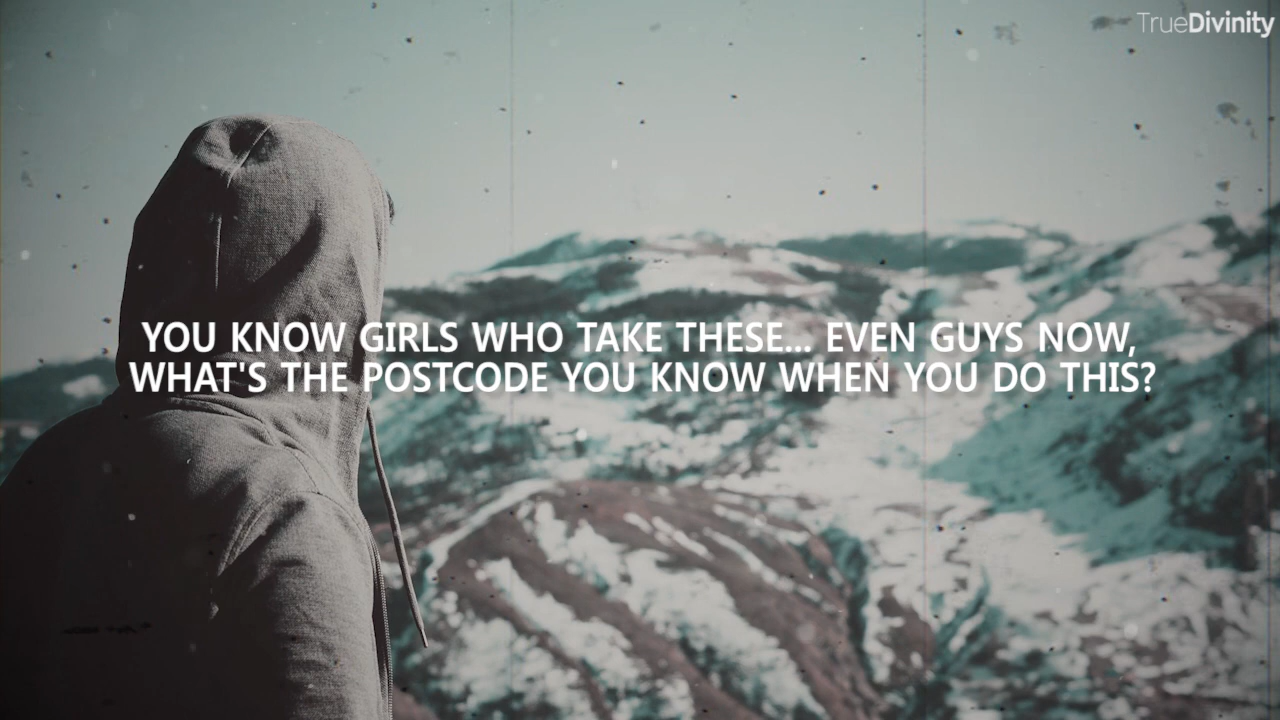 TrueDivinity
YOU KNOW GIRLS WHO TAKE THESE... EVEN GUYS NOW,
WHAT'S THE POSTCODE YOU KNOW WHEN YOU DO THIS?